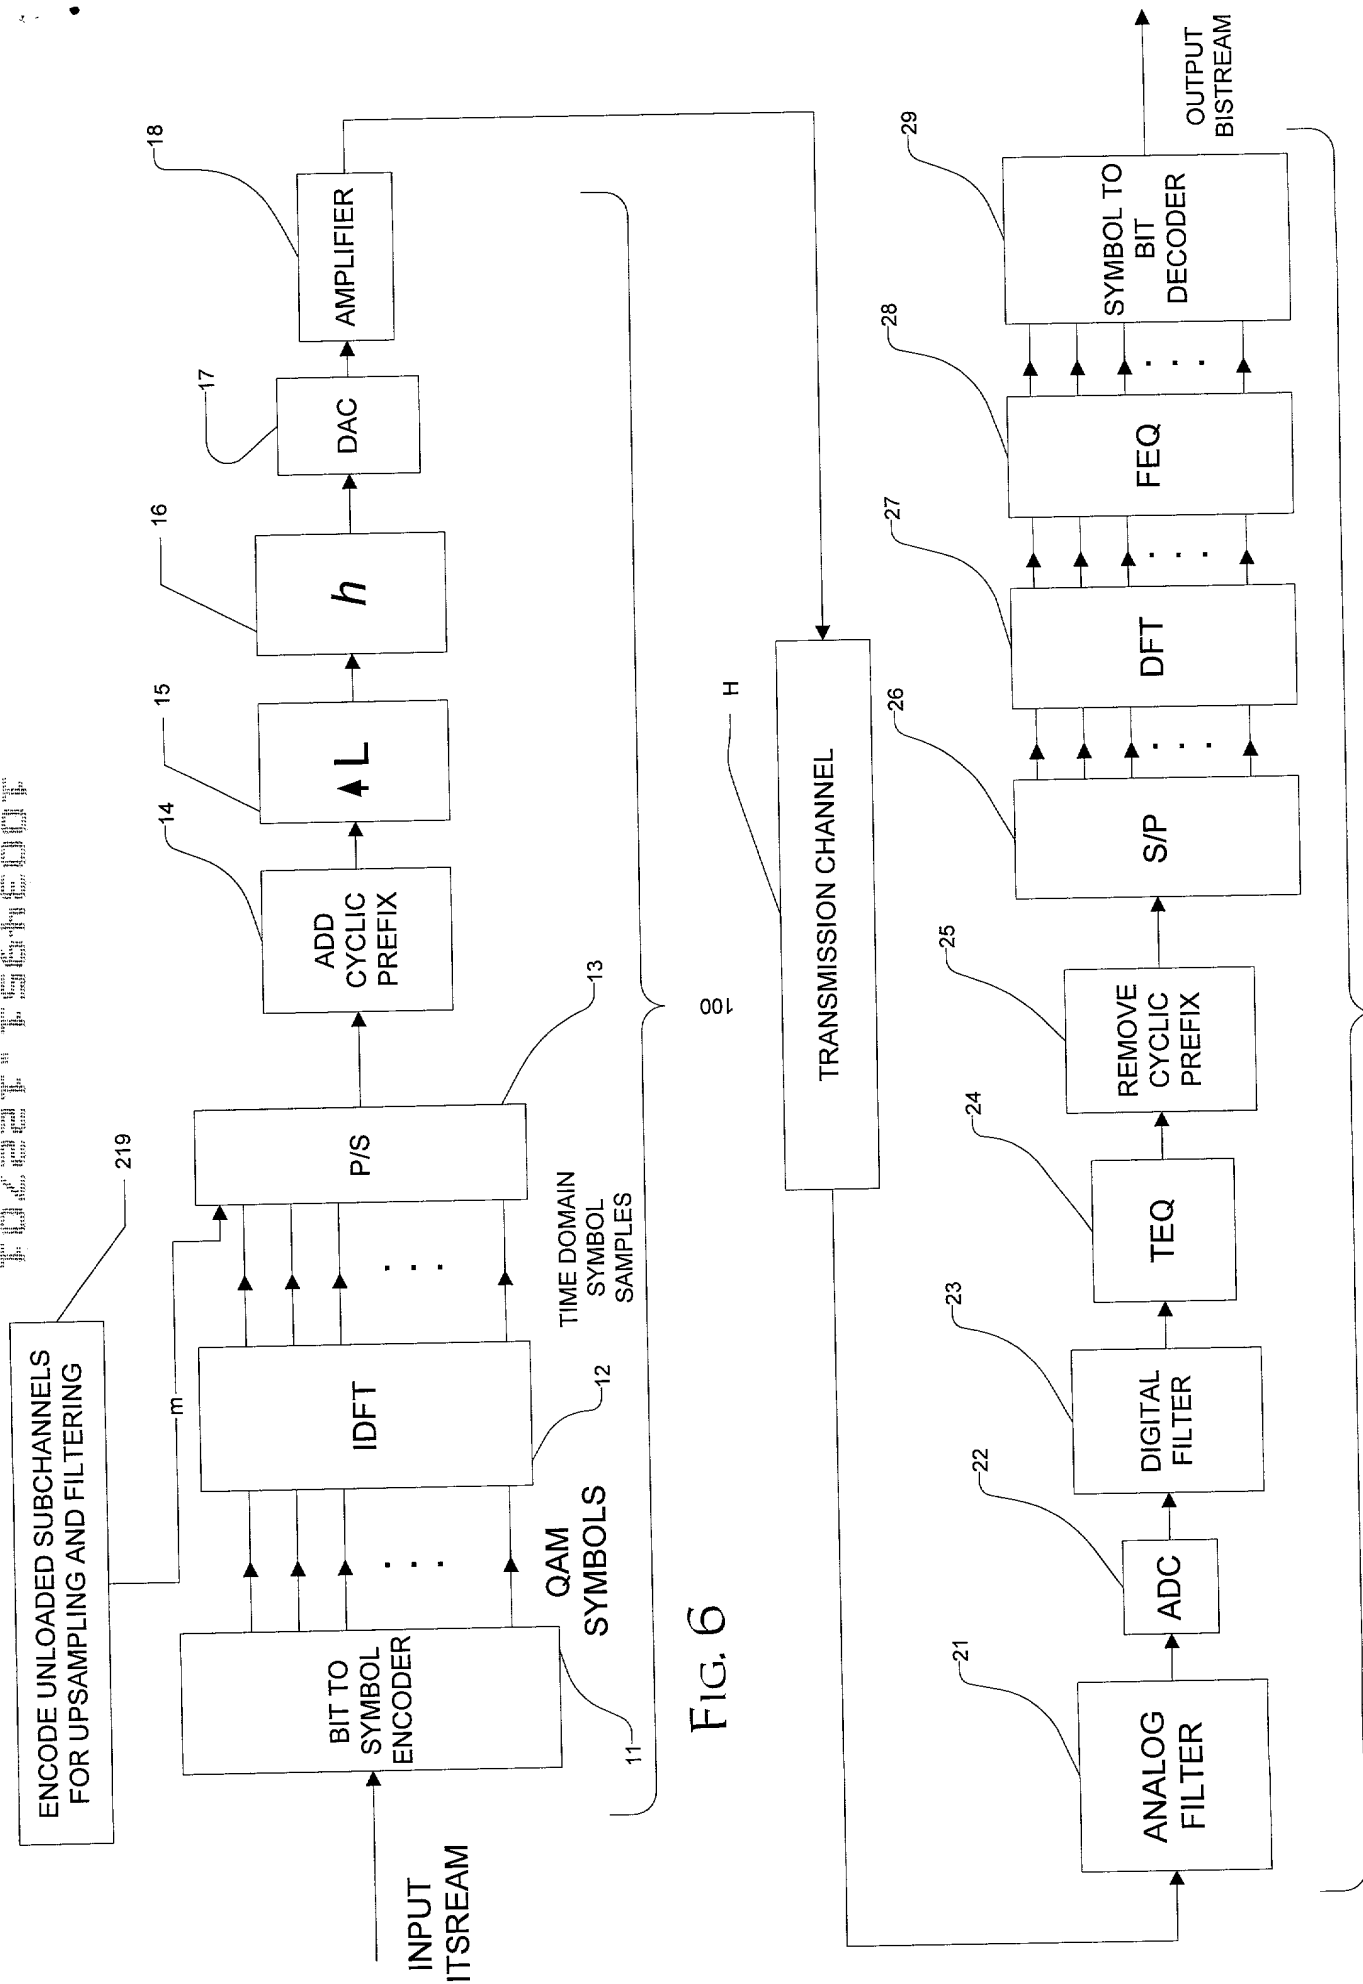 ENCODE UNLOADED SUBCHANNELS
FOR UPSAMPLING AND FILTERING
219
m
INPUT
ITSREAM
BIT TO
SYMBOL
ENCODER
11
QAM
SYMBOLS
IDFT
12
TIME DOMAIN
SYMBOL
SAMPLES
P/S
13
ADD
CYCLIC
PREFIX
14
L
15
h
16
DAC
17
AMPLIFIER
18
100
TRANSMISSION CHANNEL
H
FIG. 6
ANALOG
FILTER
21
ADC
22
DIGITAL
FILTER
23
TEQ
24
REMOVE
CYCLIC
PREFIX
25
S/P
26
DFT
27
FEQ
28
SYMBOL TO
BIT
DECODER
29
OUTPUT
BISTREAM